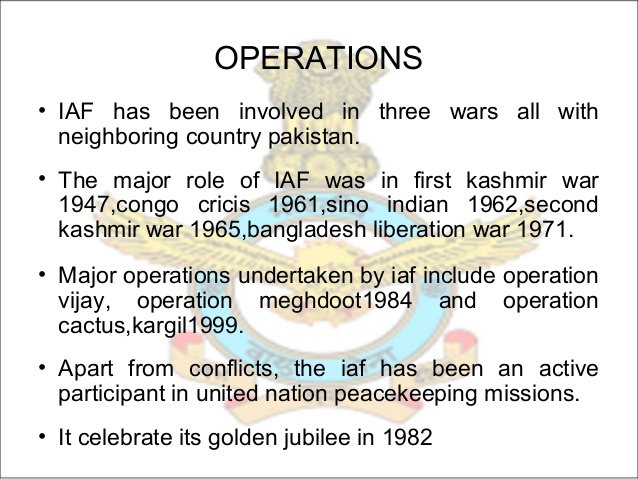 OPERATIONS
• IAF has been involved in three wars all with
neighboring country pakistan.
• The major role of IAF was in first kashmir war
1947,congo cricis 1961,sino indian 1962,second
kashmir war 1965,bangladesh liberation war 1971.
• Major operations undertaken by iaf include operation
vijay, operation meghdoot1984 and operation
cactus,kargil1999.
• Apart from conflicts, the iaf has been an active
participant in united nation peacekeeping missions.
• It celebrate its golden jubilee in 1982